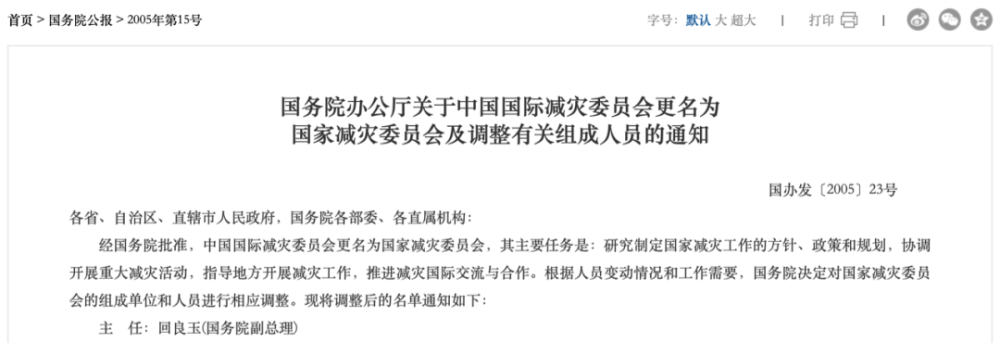 首页 > 国务院公报 > 2005年第15号
字号：默认 大 超大 | 打印
国务院办公厅关于中国国际减灾委员会更名为
国家减灾委员会及调整有关组成人员的通知
国办发〔2005〕23号
各省、自治区、直辖市人民政府，国务院各部委、各直属机构：
经国务院批准，中国国际减灾委员会更名为国家减灾委员会，其主要任务是：研究制定国家减灾工作的方针、政策和规划，协调
开展重大减灾活动，指导地方开展减灾工作，推进减灾国际交流与合作。根据人员变动情况和工作需要，国务院决定对国家减灾委员
会的组成单位和人员进行相应调整。现将调整后的名单通知如下：
主　任：回良玉(国务院副总理)